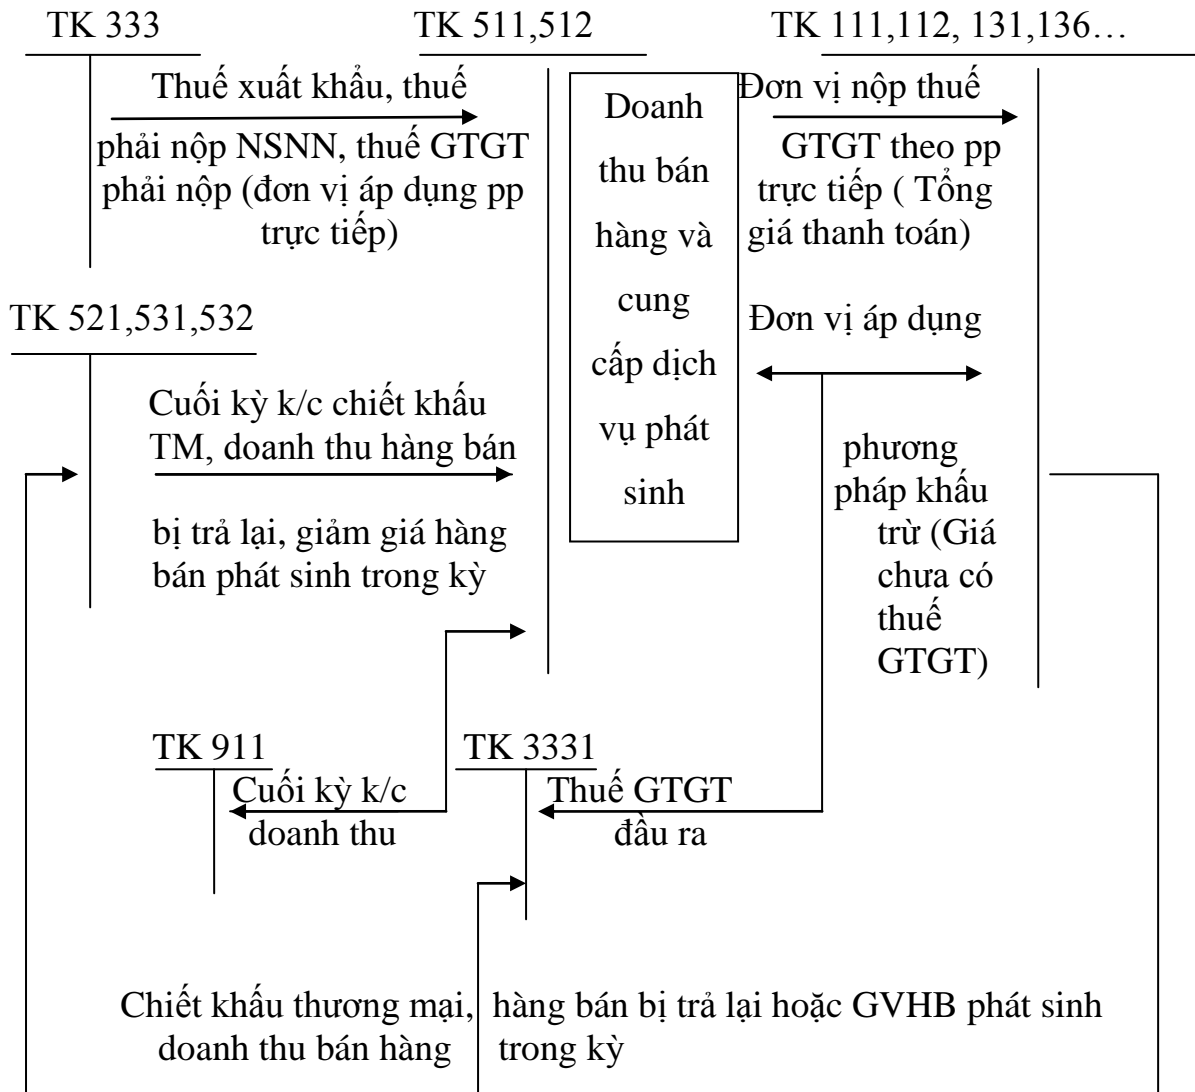 TK 333
TK 511,512
TK 111,112, 131,136…
Thuế xuất khẩu, thuế
phải nộp NSNN, thuế GTGT
phải nộp (đơn vị áp dụng pp
trực tiếp)
Doanh
thu bán
hàng và
cung
cấp dịch
vụ phát
sinh
Đơn vị nộp thuế
GTGT theo pp
trực tiếp ( Tổng
giá thanh toán)
TK 521,531,532
Đơn vị áp dụng
Cuối kỳ k/c chiết khấu
TM, doanh thu hàng bán
bị trả lại, giảm giá hàng
bán phát sinh trong kỳ
phương
pháp khấu
trừ (Giá
chưa có
thuế
GTGT)
TK 911
TK 3331
Cuối kỳ k/c
doanh thu
Thuế GTGT
đầu ra
Chiết khấu thương mại, hàng bán bị trả lại hoặc GVHB phát sinh
doanh thu bán hàng trong kỳ